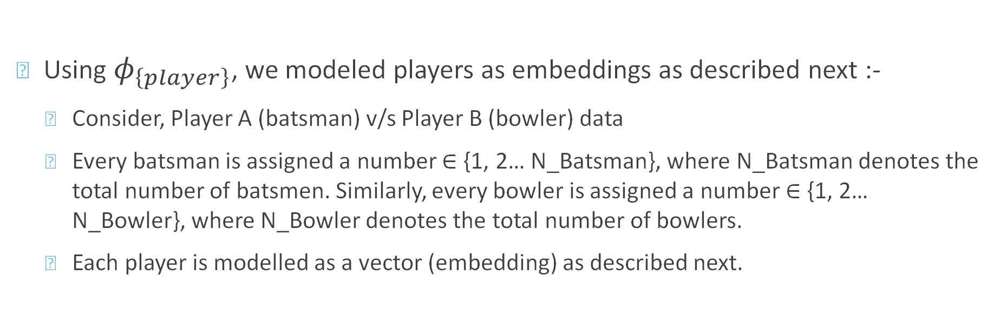 Using ϕ_{player}, we modeled players as embeddings as described next :-
Consider, Player A (batsman) v/s Player B (bowler) data
Every batsman is assigned a number ∈ {1, 2… N_Batsman}, where N_Batsman denotes the
total number of batsmen. Similarly, every bowler is assigned a number ∈ {1, 2…
N_Bowler}, where N_Bowler denotes the total number of bowlers.
Each player is modelled as a vector (embedding) as described next.